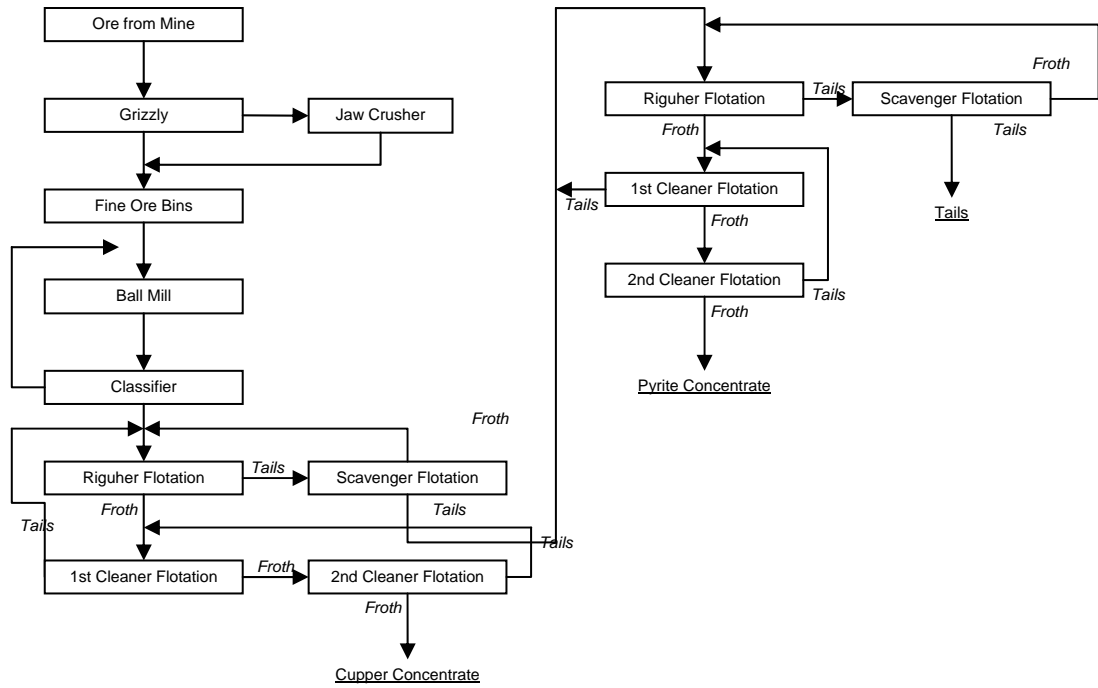 Ore from Mine
Grizzly
Jaw Crusher
Fine Ore Bins
Ball Mill
Classifier
Froth
Riguher Flotation
Tails
Scavenger Flotation
Froth
Tails
Tails
Tails
1st Cleaner Flotation
Froth
2nd Cleaner Flotation
Froth
Cupper Concentrate
Froth
Riguher Flotation
Tails
Scavenger Flotation
Froth
Tails
1st Cleaner Flotation
Tails
Froth
Tails
2nd Cleaner Flotation
Froth
Tails
Pyrite Concentrate